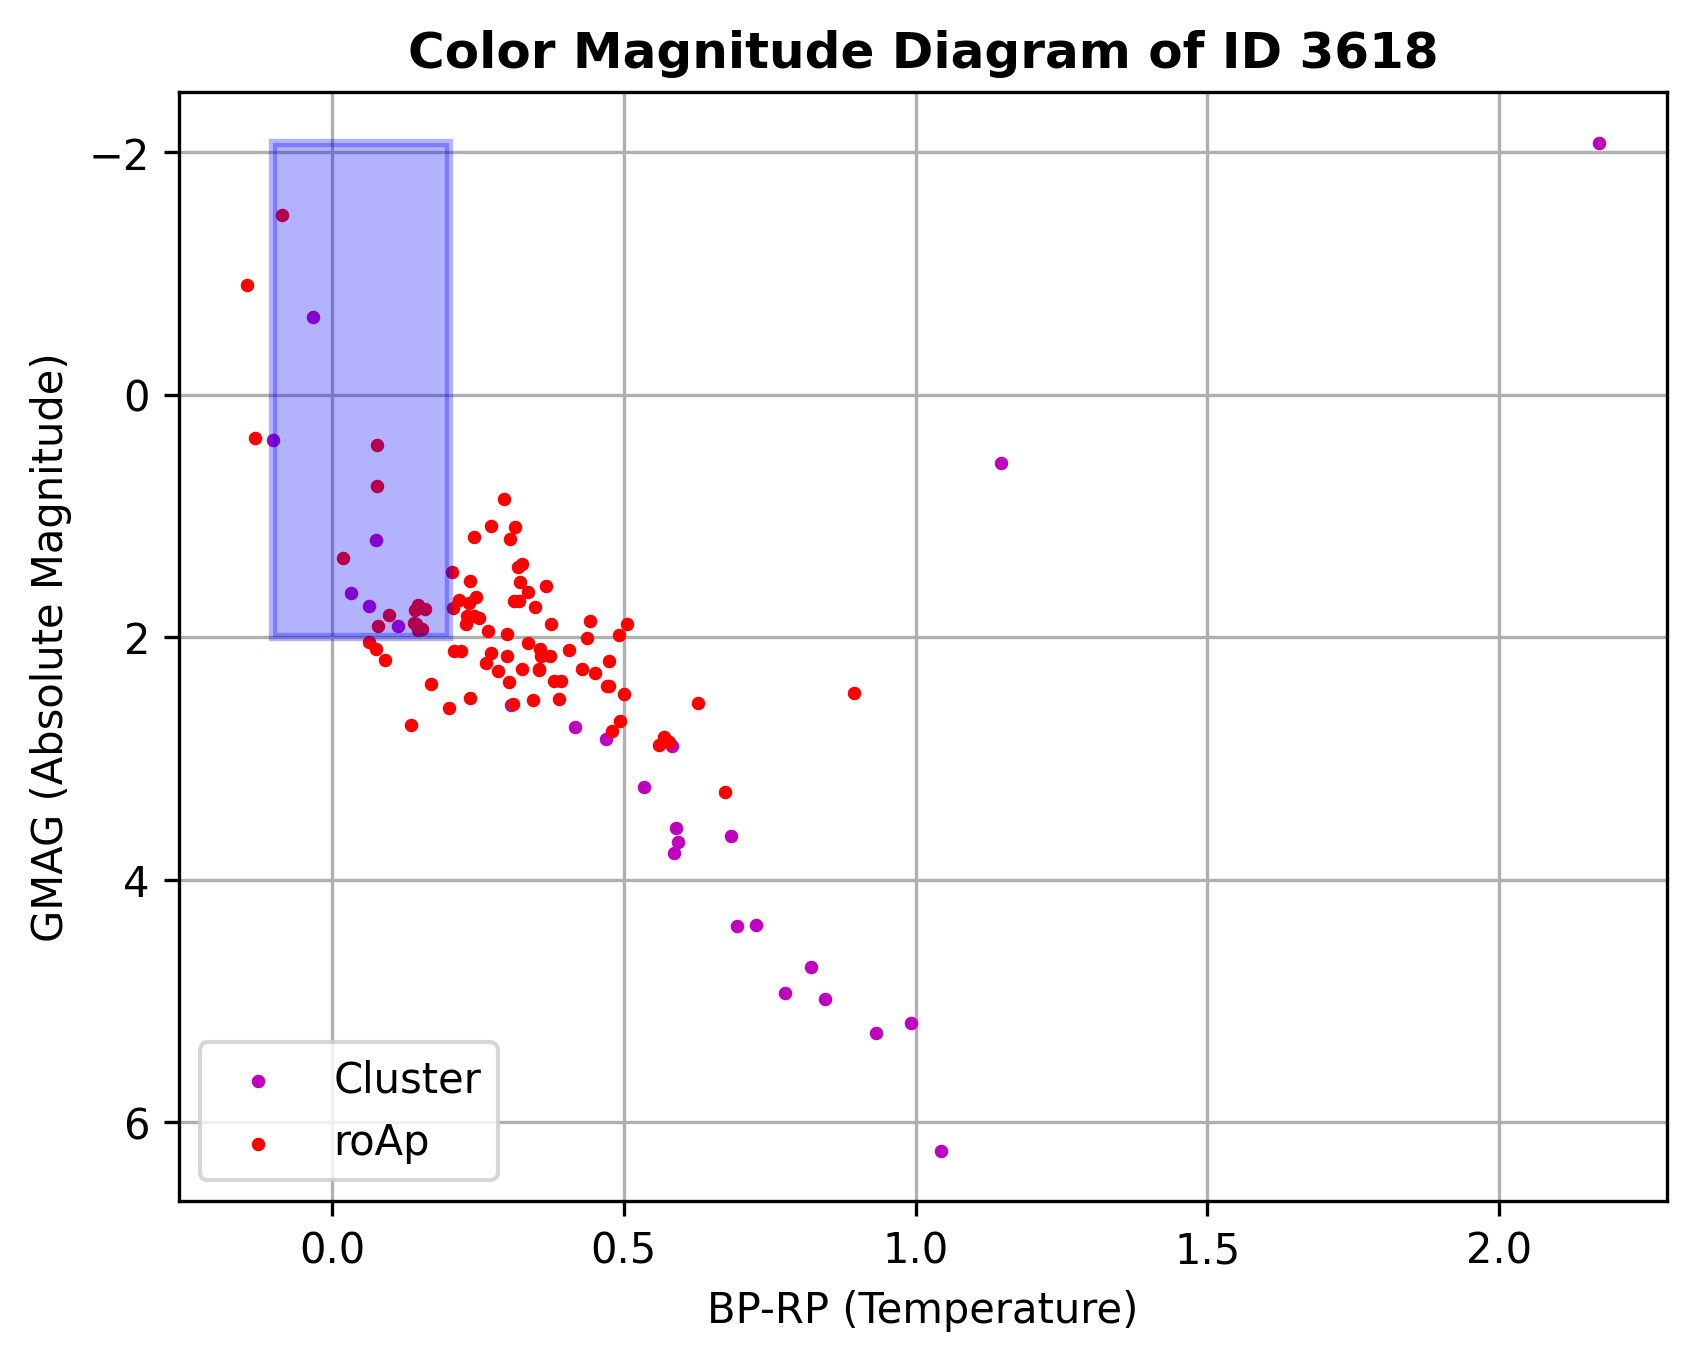 Color Magnitude Diagram of ID 3618
GMAG (Absolute Magnitude)
−2
0
2
4
6
Cluster
roAp
0.0 0.5 1.0 1.5 2.0
BP-RP (Temperature)